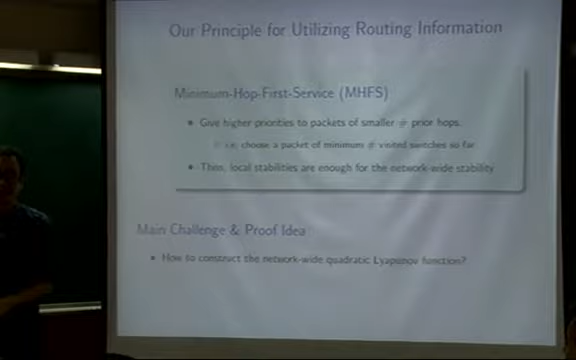 Our Principle for Utilizing Routing Information
Minimum-Hop-First-Service (MHFS)
Give higher priorities to packets of smaller # prior hops.
i.e, choose a packet of minimum # visited switches so far
Then, local stabilities are enough for the network-wide stability
Main Challenge & Proof Idea
How to construct the network-wide quadratic Lyapunov function?